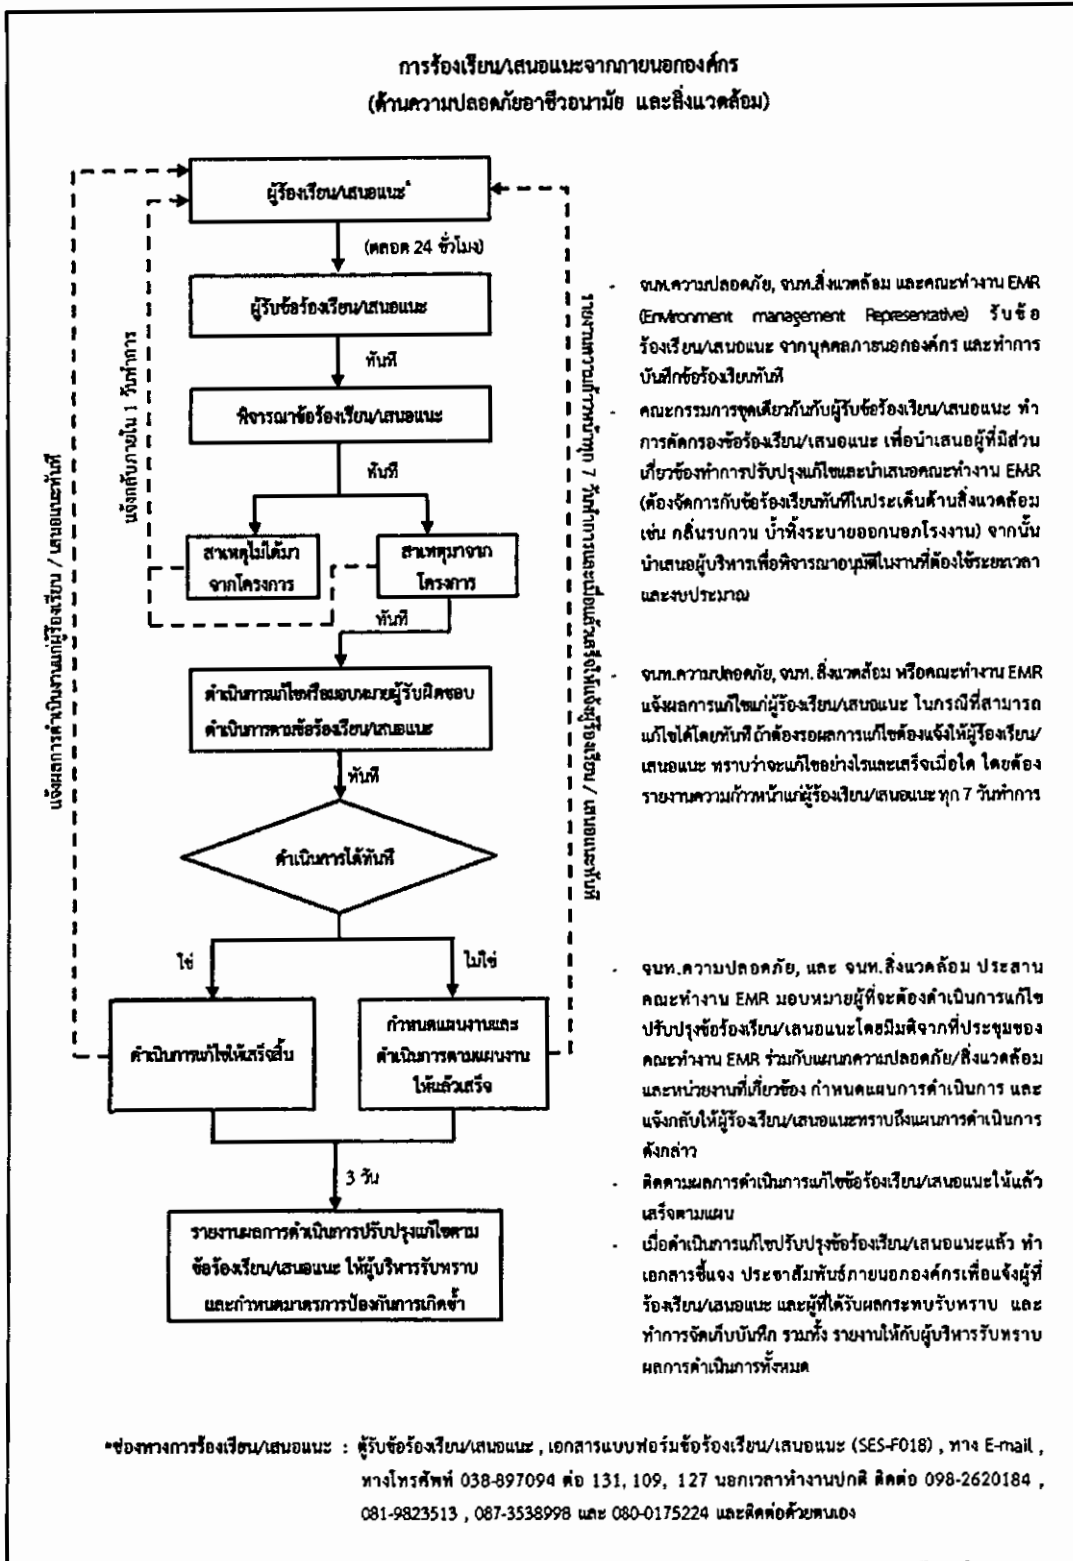 การร้องเรียน/เสนอแนะจากภายนอกองค์กร
(ด้านความปลอดภัยอาชีวอนามัย และสิ่งแวดล้อม)
ผู้ร้องเรียน/เสนอแนะ*
(ตลอด 24 ชั่วโมง)
ผู้รับข้อร้องเรียน/เสนอแนะ
ทันที
พิจารณาข้อร้องเรียน/เสนอแนะ
ทันที
สาเหตุไม่ได้มา
จากโครงการ
สาเหตุมาจาก
โครงการ
ทันที
ดำเนินการแก้ไขหรือมอบหมายผู้รับผิดชอบ
ดำเนินการตามข้อร้องเรียน/เสนอแนะ
ทันที
ดำเนินการได้ทันที
ใช่
ไม่ใช่
ดำเนินการแก้ไขให้เสร็จสิ้น
กำหนดแผนงานและ
ดำเนินการตามแผนงาน
ให้แล้วเสร็จ
3 วัน
รายงานผลการดำเนินการปรับปรุงแก้ไขตาม
ข้อร้องเรียน/เสนอแนะ ให้ผู้บริหารรับทราบ
และกำหนดมาตรการป้องกันการเกิดซ้ำ
แจ้งผลการดำเนินงานแก่ผู้ร้องเรียน / เสนอแนะทันที
แจ้งกลับภายใน 1 วันทำการ
รายงานความก้าวหน้าทุก 7 วันทำการและเมื่อแล้วเสร็จให้แจ้งผู้ร้องเรียน / เสนอแนะทันที
- จนท.ความปลอดภัย, จนท.สิ่งแวดล้อม และคณะทำงาน EMR
(Environment management Representative) รับข้อ
ร้องเรียน/เสนอแนะ จากบุคคลภายนอกองค์กร และทำการ
บันทึกข้อร้องเรียนทันที
- คณะกรรมการชุดเดียวกันกับผู้รับข้อร้องเรียน/เสนอแนะ ทำ
การคัดกรองข้อร้องเรียน/เสนอแนะ เพื่อนำเสนอผู้ที่มีส่วน
เกี่ยวข้องทำการปรับปรุงแก้ไขและนำเสนอคณะทำงาน EMR
(ต้องจัดการกับข้อร้องเรียนทันทีในประเด็นด้านสิ่งแวดล้อม
เช่น กลิ่นรบกวน น้ำทิ้งระบายออกนอกโรงงาน) จากนั้น
นำเสนอผู้บริหารเพื่อพิจารณาอนุมัติในงานที่ต้องใช้ระยะเวลา
และงบประมาณ
- จนท.ความปลอดภัย, จนท. สิ่งแวดล้อม หรือคณะทำงาน EMR
แจ้งผลการแก้ไขแก่ผู้ร้องเรียน/เสนอแนะ ในกรณีที่สามารถ
แก้ไขได้โดยทันที ถ้าต้องรอผลการแก้ไขต้องแจ้งให้ผู้ร้องเรียน/
เสนอแนะ ทราบว่าจะแก้ไขอย่างไรและเสร็จเมื่อใด โดยต้อง
รายงานความก้าวหน้าแก่ผู้ร้องเรียน/เสนอแนะ ทุก 7 วันทำการ
- จนท.ความปลอดภัย, และ จนท.สิ่งแวดล้อม ประสาน
คณะทำงาน EMR มอบหมายผู้ที่จะต้องดำเนินการแก้ไข
ปรับปรุงข้อร้องเรียน/เสนอแนะโดยมีมติจากที่ประชุมของ
คณะทำงาน EMR ร่วมกับแผนกความปลอดภัย/สิ่งแวดล้อม
และหน่วยงานที่เกี่ยวข้อง กำหนดแผนการดำเนินการ และ
แจ้งกลับให้ผู้ร้องเรียน/เสนอแนะทราบถึงแผนการดำเนินการ
ดังกล่าว
- ติดตามผลการดำเนินการแก้ไขข้อร้องเรียน/เสนอแนะให้แล้ว
เสร็จตามแผน
- เมื่อดำเนินการแก้ไขปรับปรุงข้อร้องเรียน/เสนอแนะแล้ว ทำ
เอกสารชี้แจง ประชาสัมพันธ์ภายนอกองค์กรเพื่อแจ้งผู้ที่
ร้องเรียน/เสนอแนะ และผู้ที่ได้รับผลกระทบรับทราบ และ
ทำการจัดเก็บบันทึก รวมทั้ง รายงานให้กับผู้บริหารรับทราบ
ผลการดำเนินการทั้งหมด
*ช่องทางการร้องเรียน/เสนอแนะ : ตู้รับข้อร้องเรียน/เสนอแนะ , เอกสารแบบฟอร์มข้อร้องเรียน/เสนอแนะ (SES-F018) , ทาง E-mail ,
ทางโทรศัพท์ 038-897094 ต่อ 131, 109, 127 นอกเวลาทำงานปกติ ติดต่อ 098-2620184 ,
081-9823513 , 087-3538998 และ 080-0175224 และติดต่อด้วยตนเอง